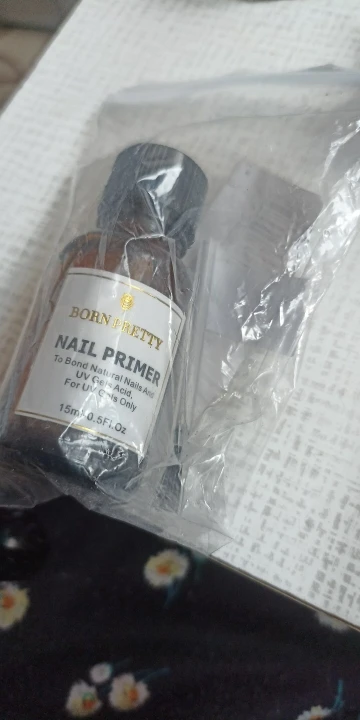 BORN PRETTY
NAIL PRIMER
To Bond Natural Nails And
UV Gels Acid,
For UV Gels Only
15ml/0.5Fl.Oz